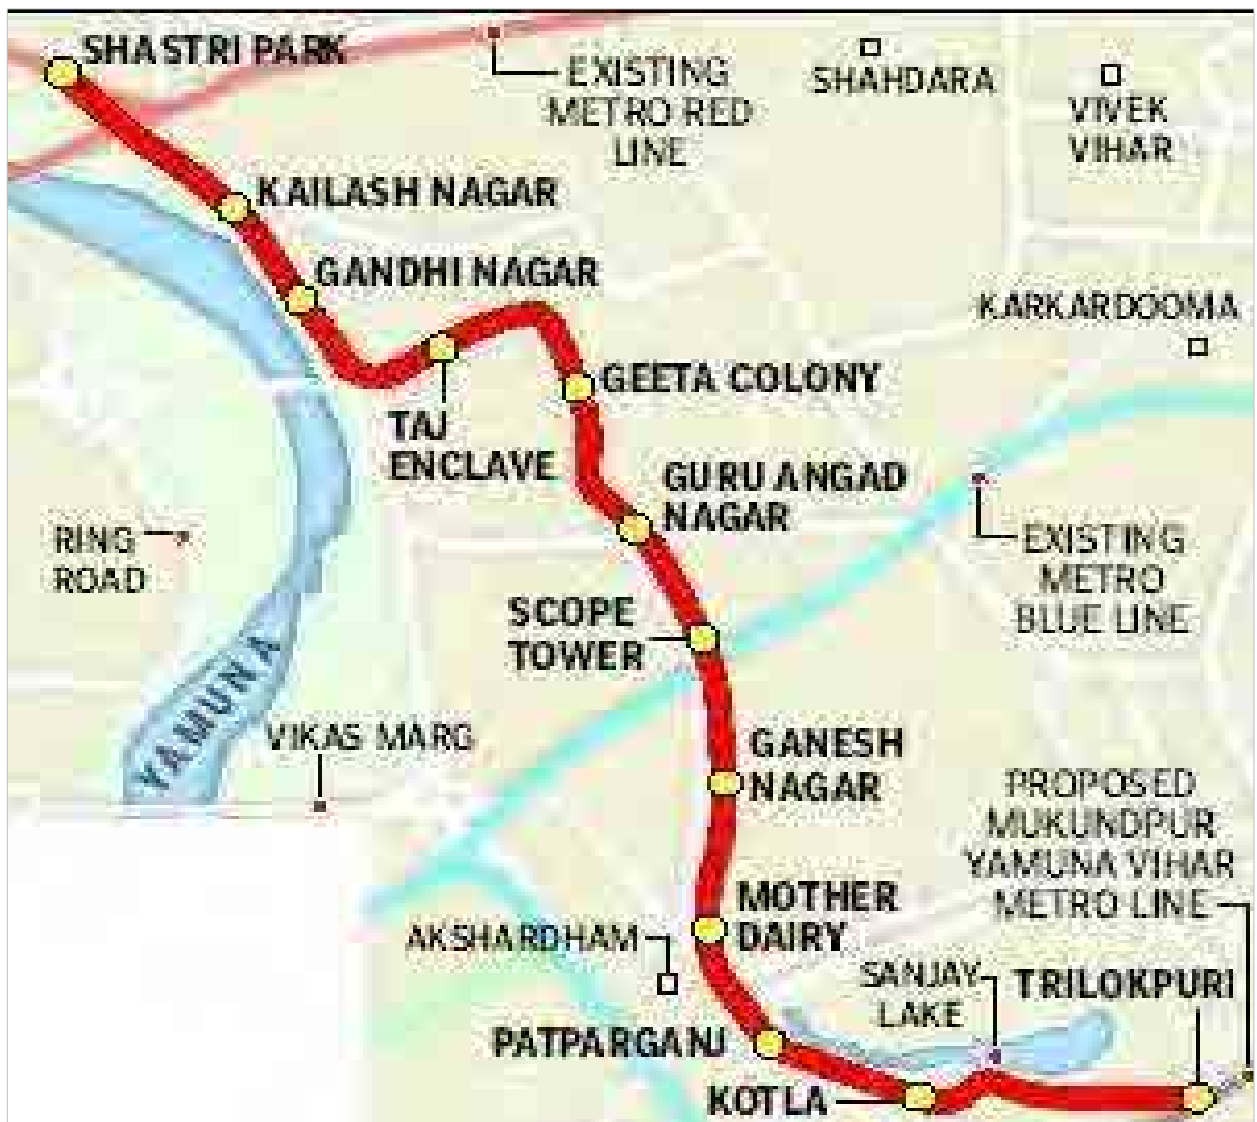 SHASTRI PARK
EXISTING
METRO RED
LINE
SHAHDARA
VIVEK
VIHAR
KAILASH NAGAR
GANDHI NAGAR
KARKARDOOMA
GEETA COLONY
TAJ
ENCLAVE
GURU ANGAD
NAGAR
RING
ROAD
EXISTING
METRO
BLUE LINE
SCOPE
TOWER
YAMUNA
VIKAS MARG
GANESH
NAGAR
PROPOSED
MUKUNDPUR
YAMUNA VIHAR
METRO LINE
MOTHER
DAIRY
AKSHARDHAM
SANJAY
LAKE
TRILOKPURI
PATPARGANJ
KOTLA